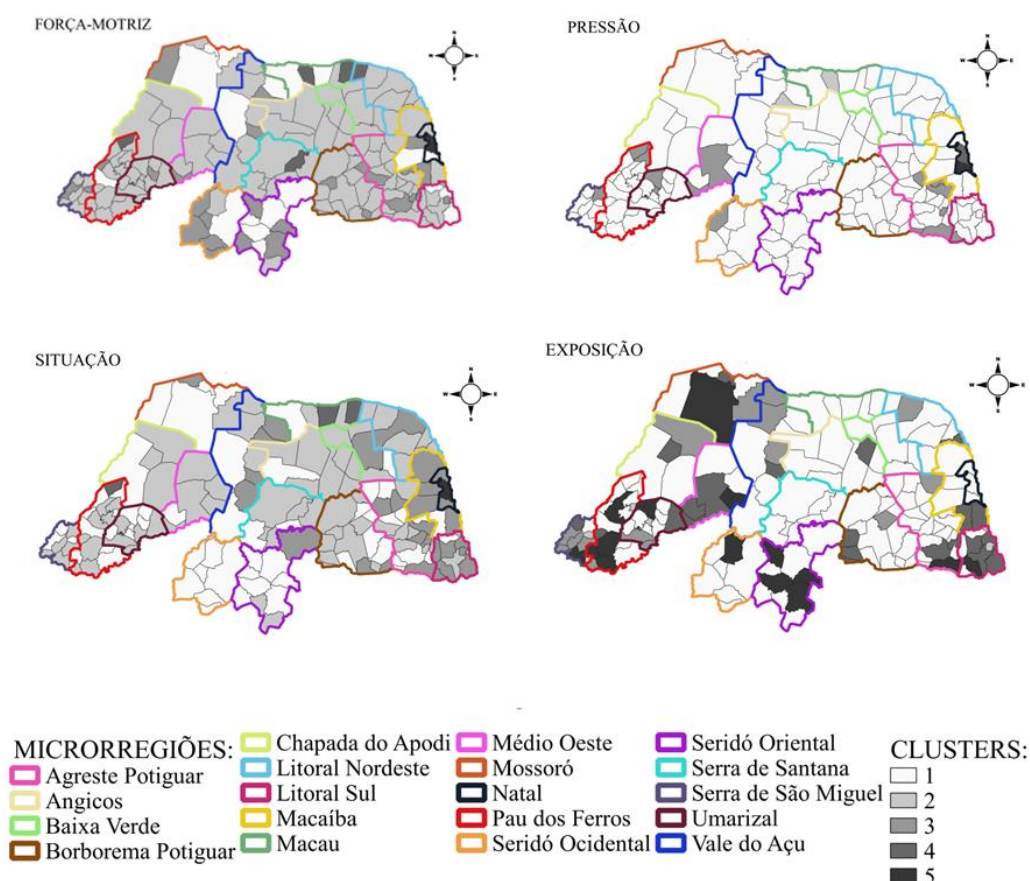 FORÇA-MOTRIZ
PRESSÃO
N
W E
S
N
W E
S
SITUAÇÃO
EXPOSIÇÃO
N
W E
S
N
W E
S
MICRORREGIÕES:
Agreste Potiguar
Angicos
Baixa Verde
Borborema Potiguar
Chapada do Apodi
Litoral Nordeste
Litoral Sul
Macaíba
Macau
Médio Oeste
Mossoró
Natal
Pau dos Ferros
Seridó Ocidental
Seridó Oriental
Serra de Santana
Serra de São Miguel
Umarizal
Vale do Açu
CLUSTERS:
1
2
3
4
5